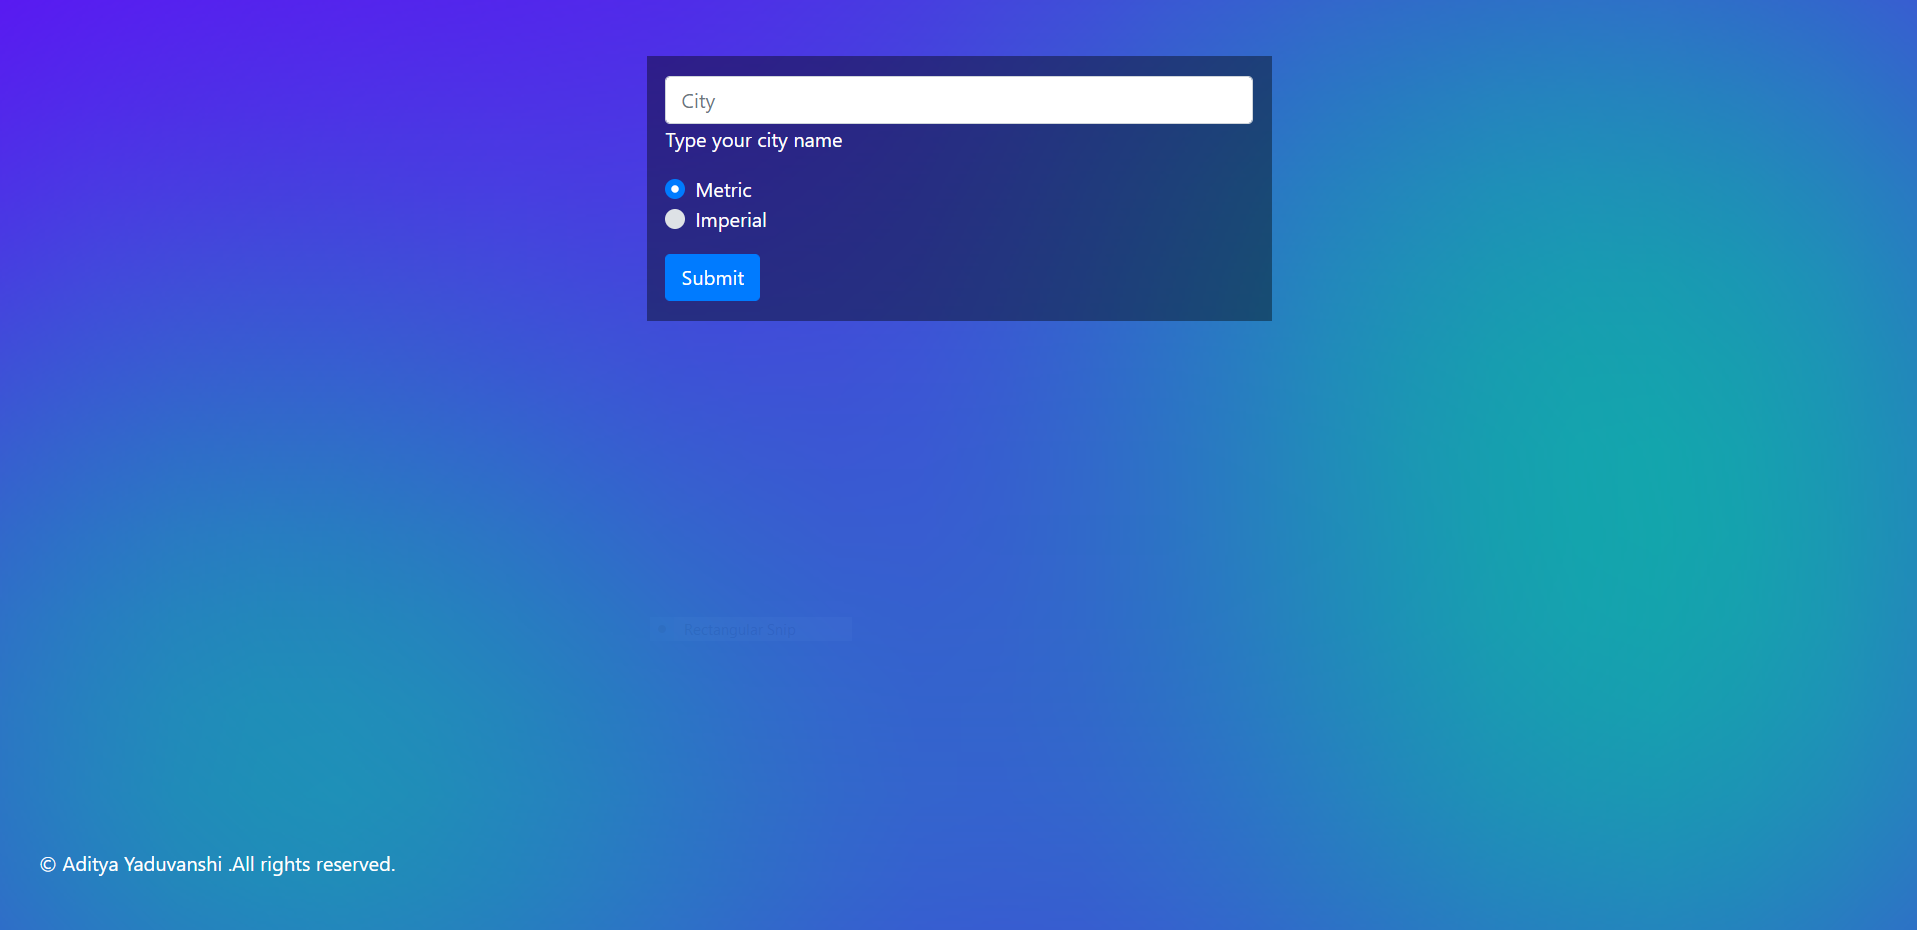 City
Type your city name
Metric
Imperial
Submit
Rectangular Snip
© Aditya Yaduvanshi .All rights reserved.